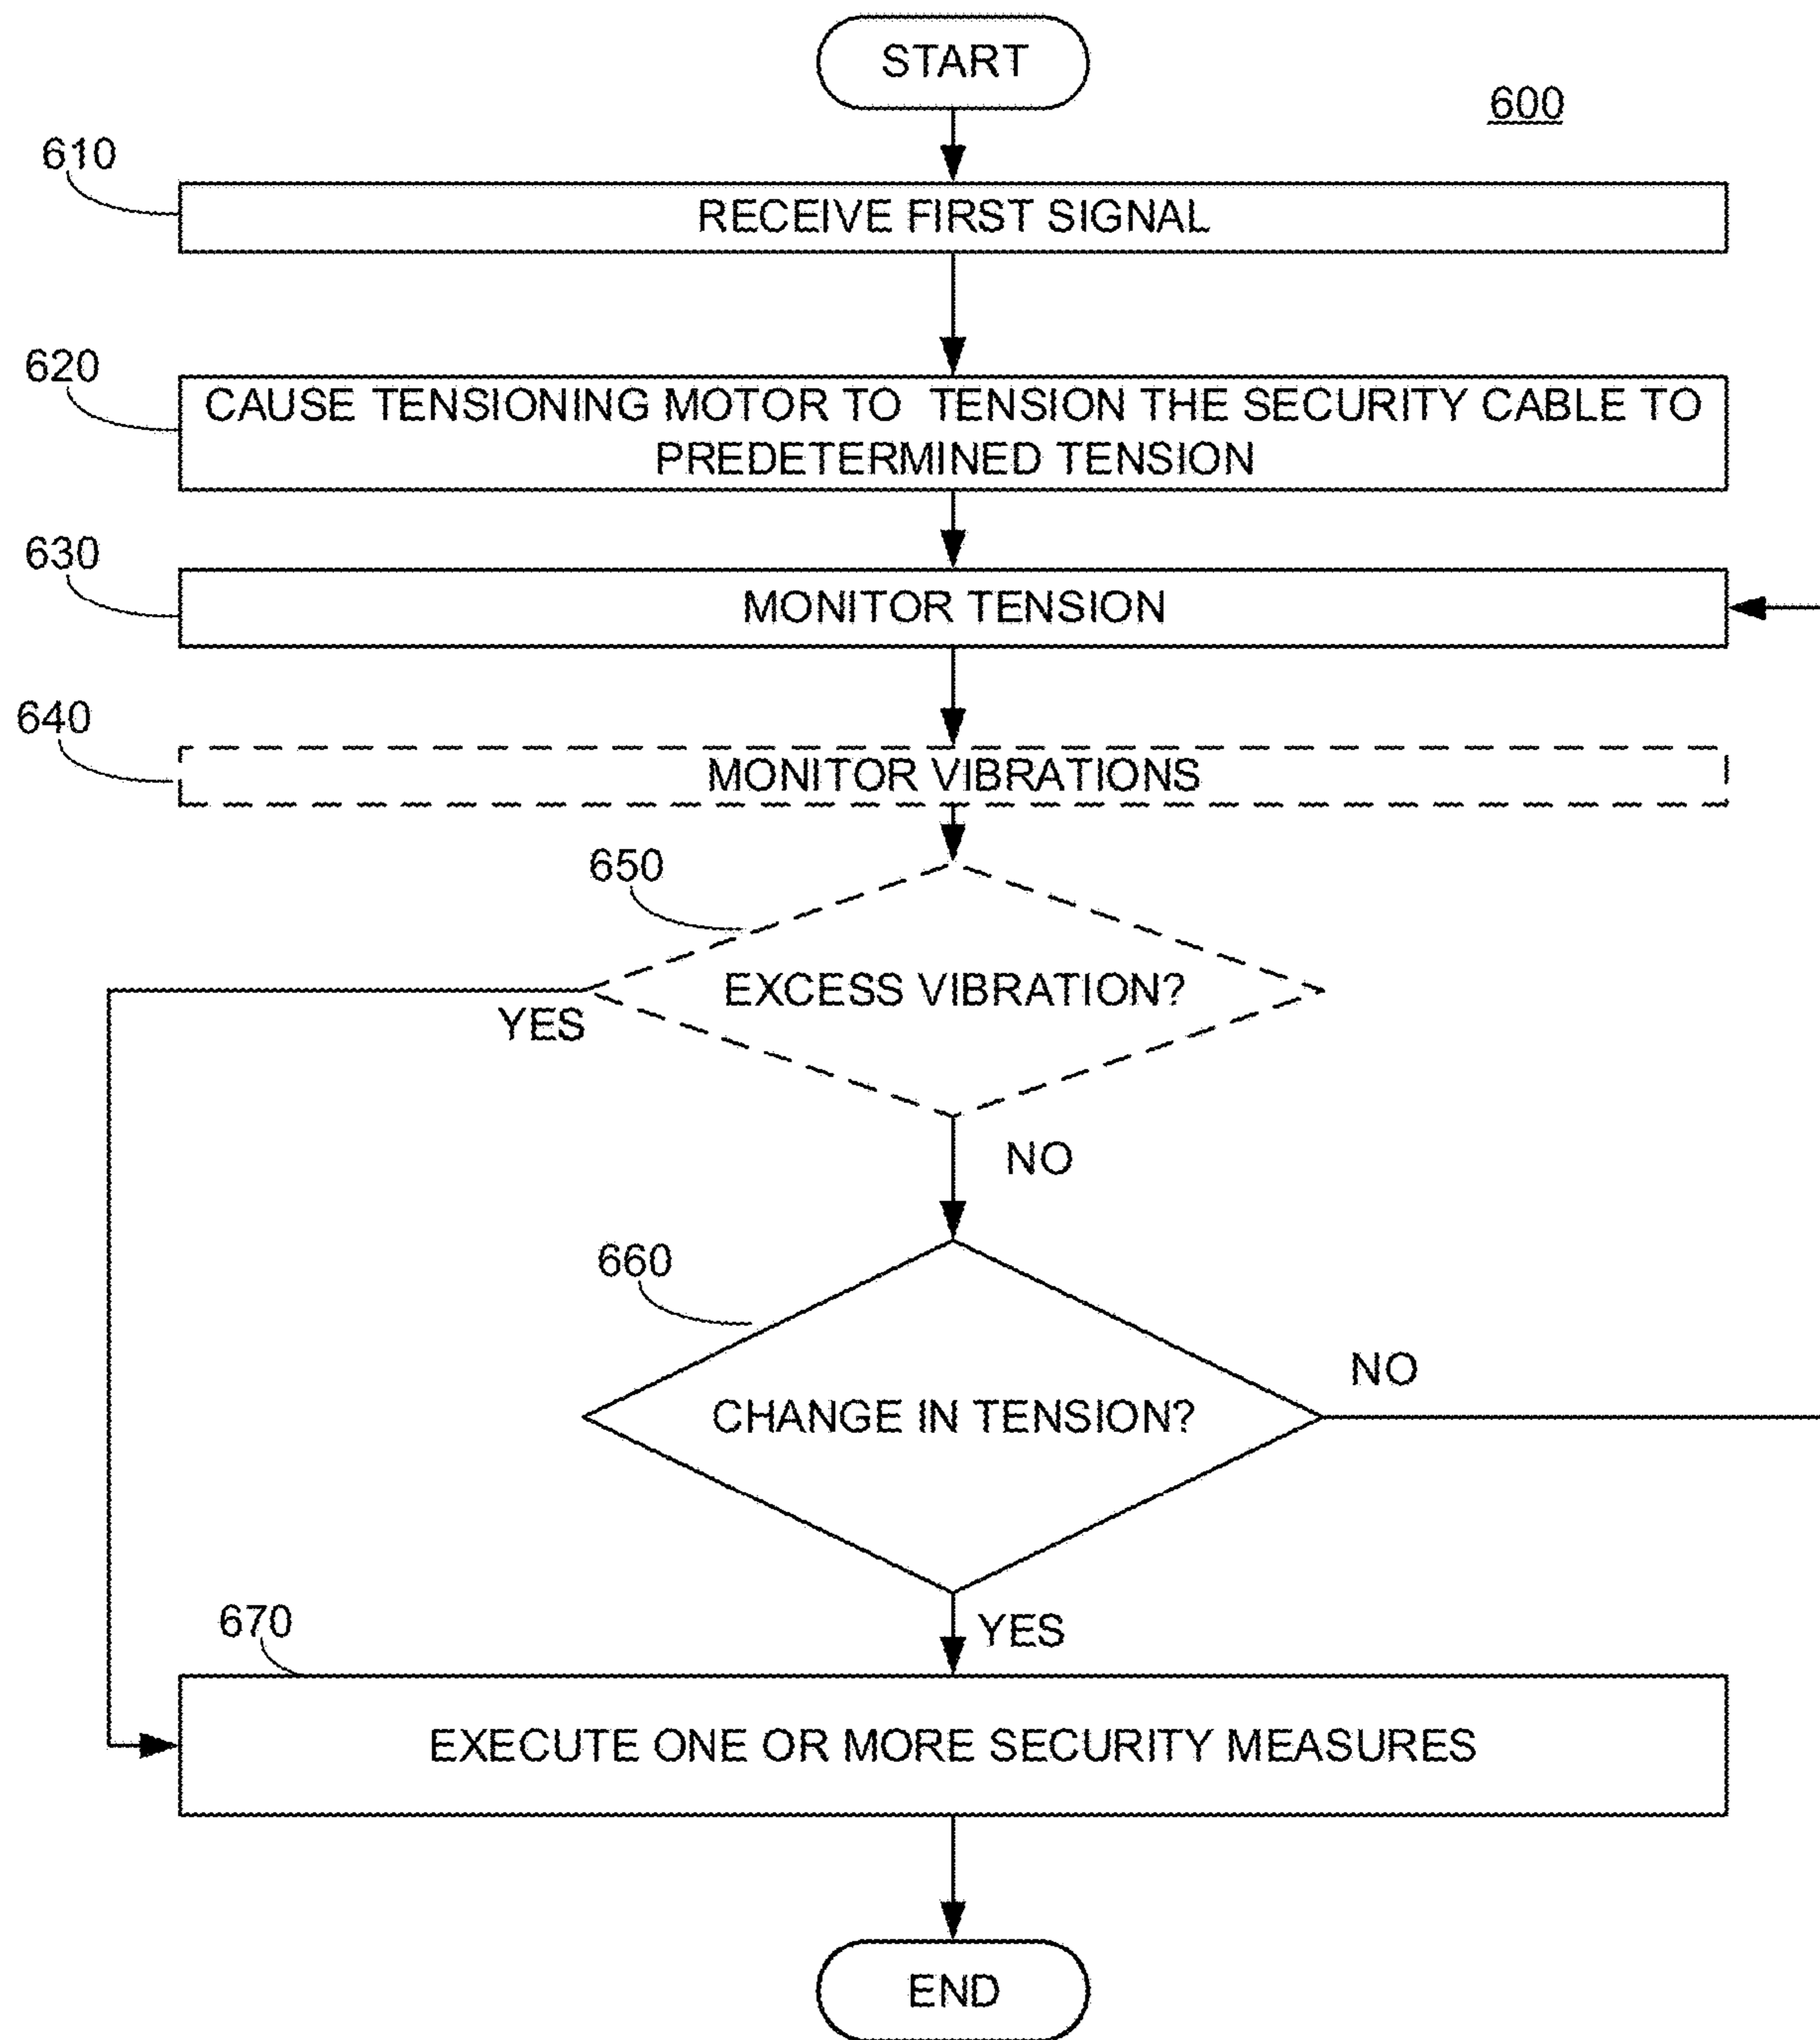 START
600
610
RECEIVE FIRST SIGNAL
620
CAUSE TENSIONING MOTOR TO TENSION THE SECURITY CABLE TO
PREDETERMINED TENSION
630
MONITOR TENSION
640
MONITOR VIBRATIONS
650
EXCESS VIBRATION?
YES
NO
660
NO
CHANGE IN TENSION?
670
YES
EXECUTE ONE OR MORE SECURITY MEASURES
END